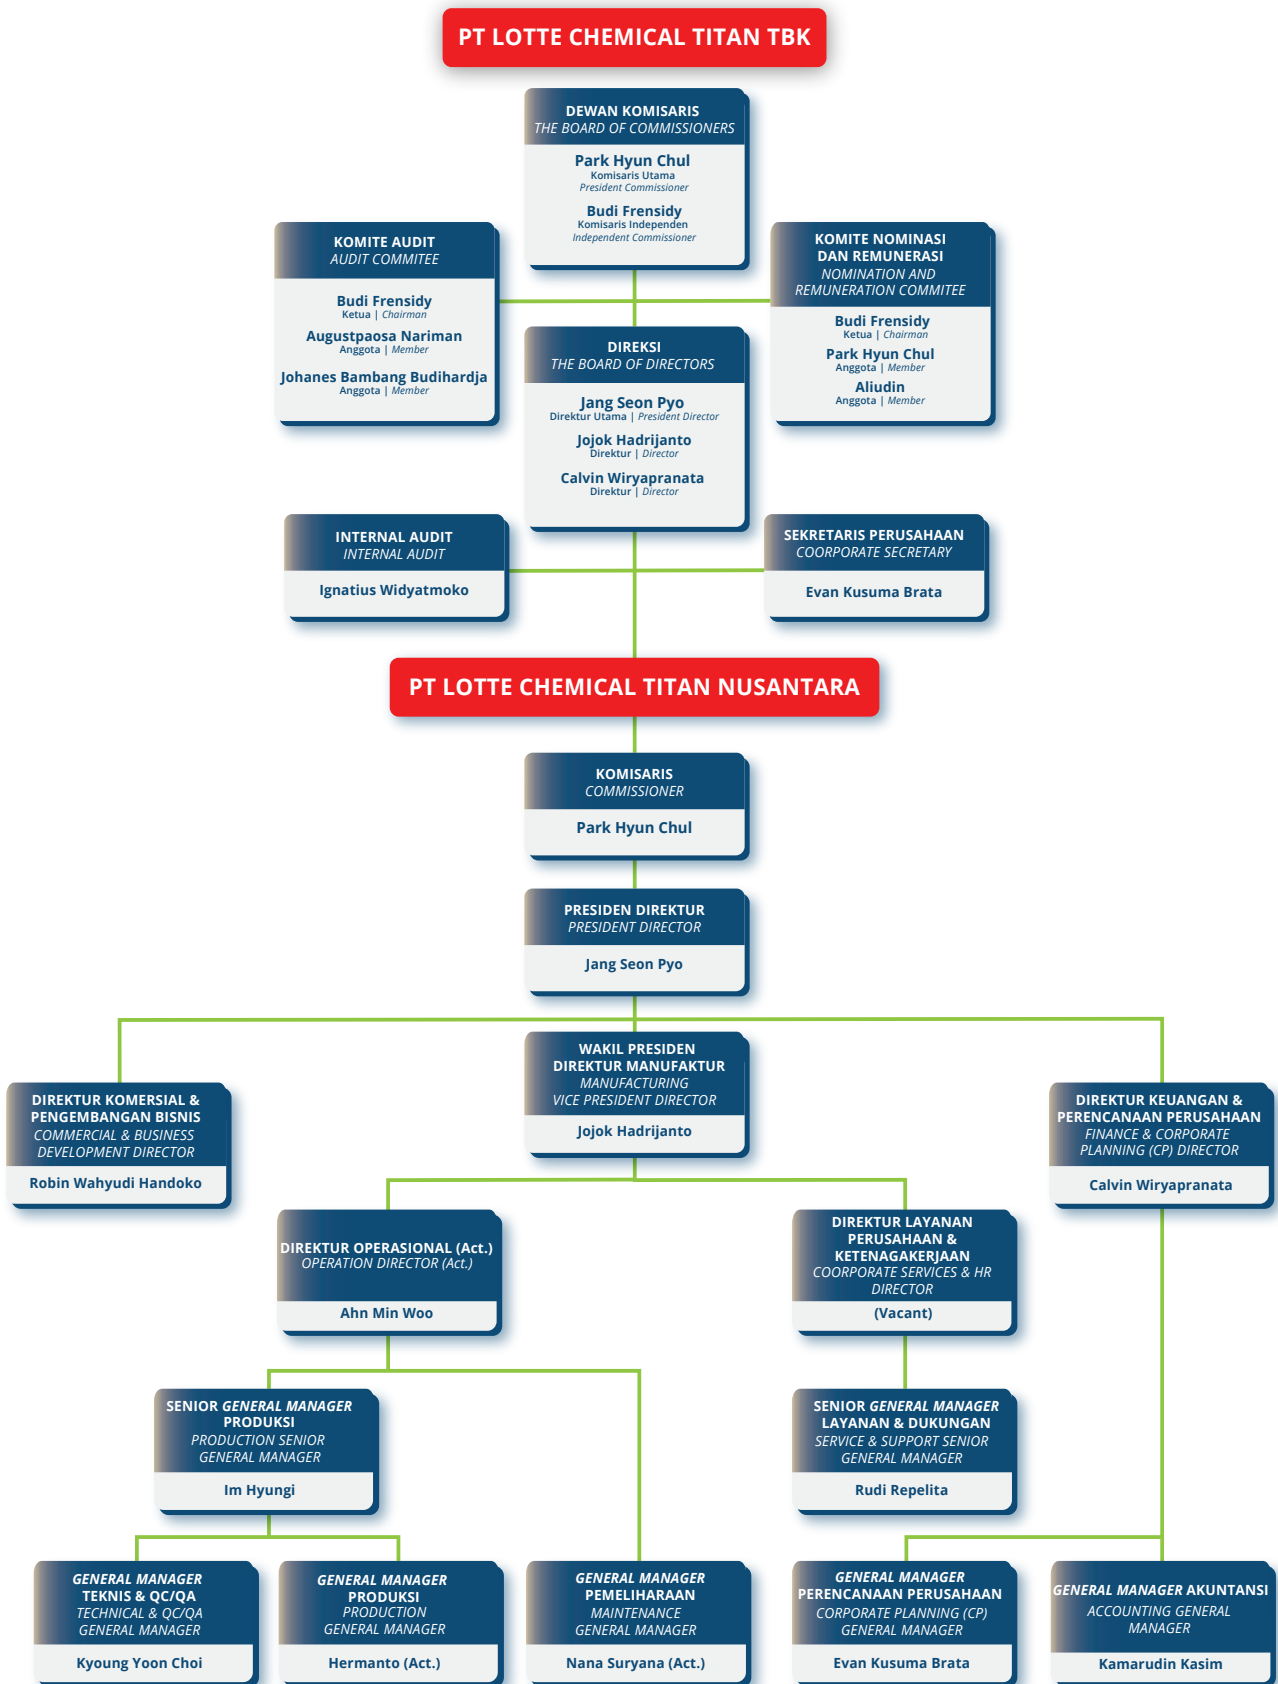 PT LOTTE CHEMICAL TITAN TBK
DEWAN KOMISARIS
THE BOARD OF COMMISSIONERS
Park Hyun Chul
Komisaris Utama
President Commissioner
Budi Frensidy
Komisaris Independen
Independent Commissioner
KOMITE AUDIT
AUDIT COMMITEE
Budi Frensidy
Ketua | Chairman
Augustpaosa Nariman
Anggota | Member
Johanes Bambang Budihardja
Anggota | Member
KOMITE NOMINASI
DAN REMUNERASI
NOMINATION AND
REMUNERATION COMMITEE
Budi Frensidy
Ketua | Chairman
Park Hyun Chul
Anggota | Member
Aliudin
Anggota | Member
DIREKSI
THE BOARD OF DIRECTORS
Jang Seon Pyo
Direktur Utama | President Director
Jojok Hadrijanto
Direktur | Director
Calvin Wiryapranata
Direktur | Director
INTERNAL AUDIT
INTERNAL AUDIT
Ignatius Widyatmoko
SEKRETARIS PERUSAHAAN
COORPORATE SECRETARY
Evan Kusuma Brata
PT LOTTE CHEMICAL TITAN NUSANTARA
KOMISARIS
COMMISSIONER
Park Hyun Chul
PRESIDEN DIREKTUR
PRESIDENT DIRECTOR
Jang Seon Pyo
WAKIL PRESIDEN
DIREKTUR MANUFAKTUR
MANUFACTURING
VICE PRESIDENT DIRECTOR
Jojok Hadrijanto
DIREKTUR KOMERSIAL &
PENGEMBANGAN BISNIS
COMMERCIAL & BUSINESS
DEVELOPMENT DIRECTOR
Robin Wahyudi Handoko
DIREKTUR KEUANGAN &
PERENCANAAN PERUSAHAAN
FINANCE & CORPORATE
PLANNING (CP) DIRECTOR
Calvin Wiryapranata
DIREKTUR OPERASIONAL (Act.)
OPERATION DIRECTOR (Act.)
Ahn Min Woo
DIREKTUR LAYANAN
PERUSAHAAN &
KETENAGAKERJAAN
COORPORATE SERVICES & HR
DIRECTOR
(Vacant)
SENIOR GENERAL MANAGER
PRODUKSI
PRODUCTION SENIOR
GENERAL MANAGER
Im Hyungi
SENIOR GENERAL MANAGER
LAYANAN & DUKUNGAN
SERVICE & SUPPORT SENIOR
GENERAL MANAGER
Rudi Repelita
GENERAL MANAGER
TEKNIS & QC/QA
TECHNICAL & QC/QA
GENERAL MANAGER
Kyoung Yoon Choi
GENERAL MANAGER
PRODUKSI
PRODUCTION
GENERAL MANAGER
Hermanto (Act.)
GENERAL MANAGER
PEMELIHARAAN
MAINTENANCE
GENERAL MANAGER
Nana Suryana (Act.)
GENERAL MANAGER
PERENCANAAN PERUSAHAAN
CORPORATE PLANNING (CP)
GENERAL MANAGER
Evan Kusuma Brata
GENERAL MANAGER AKUNTANSI
ACCOUNTING GENERAL
MANAGER
Kamarudin Kasim